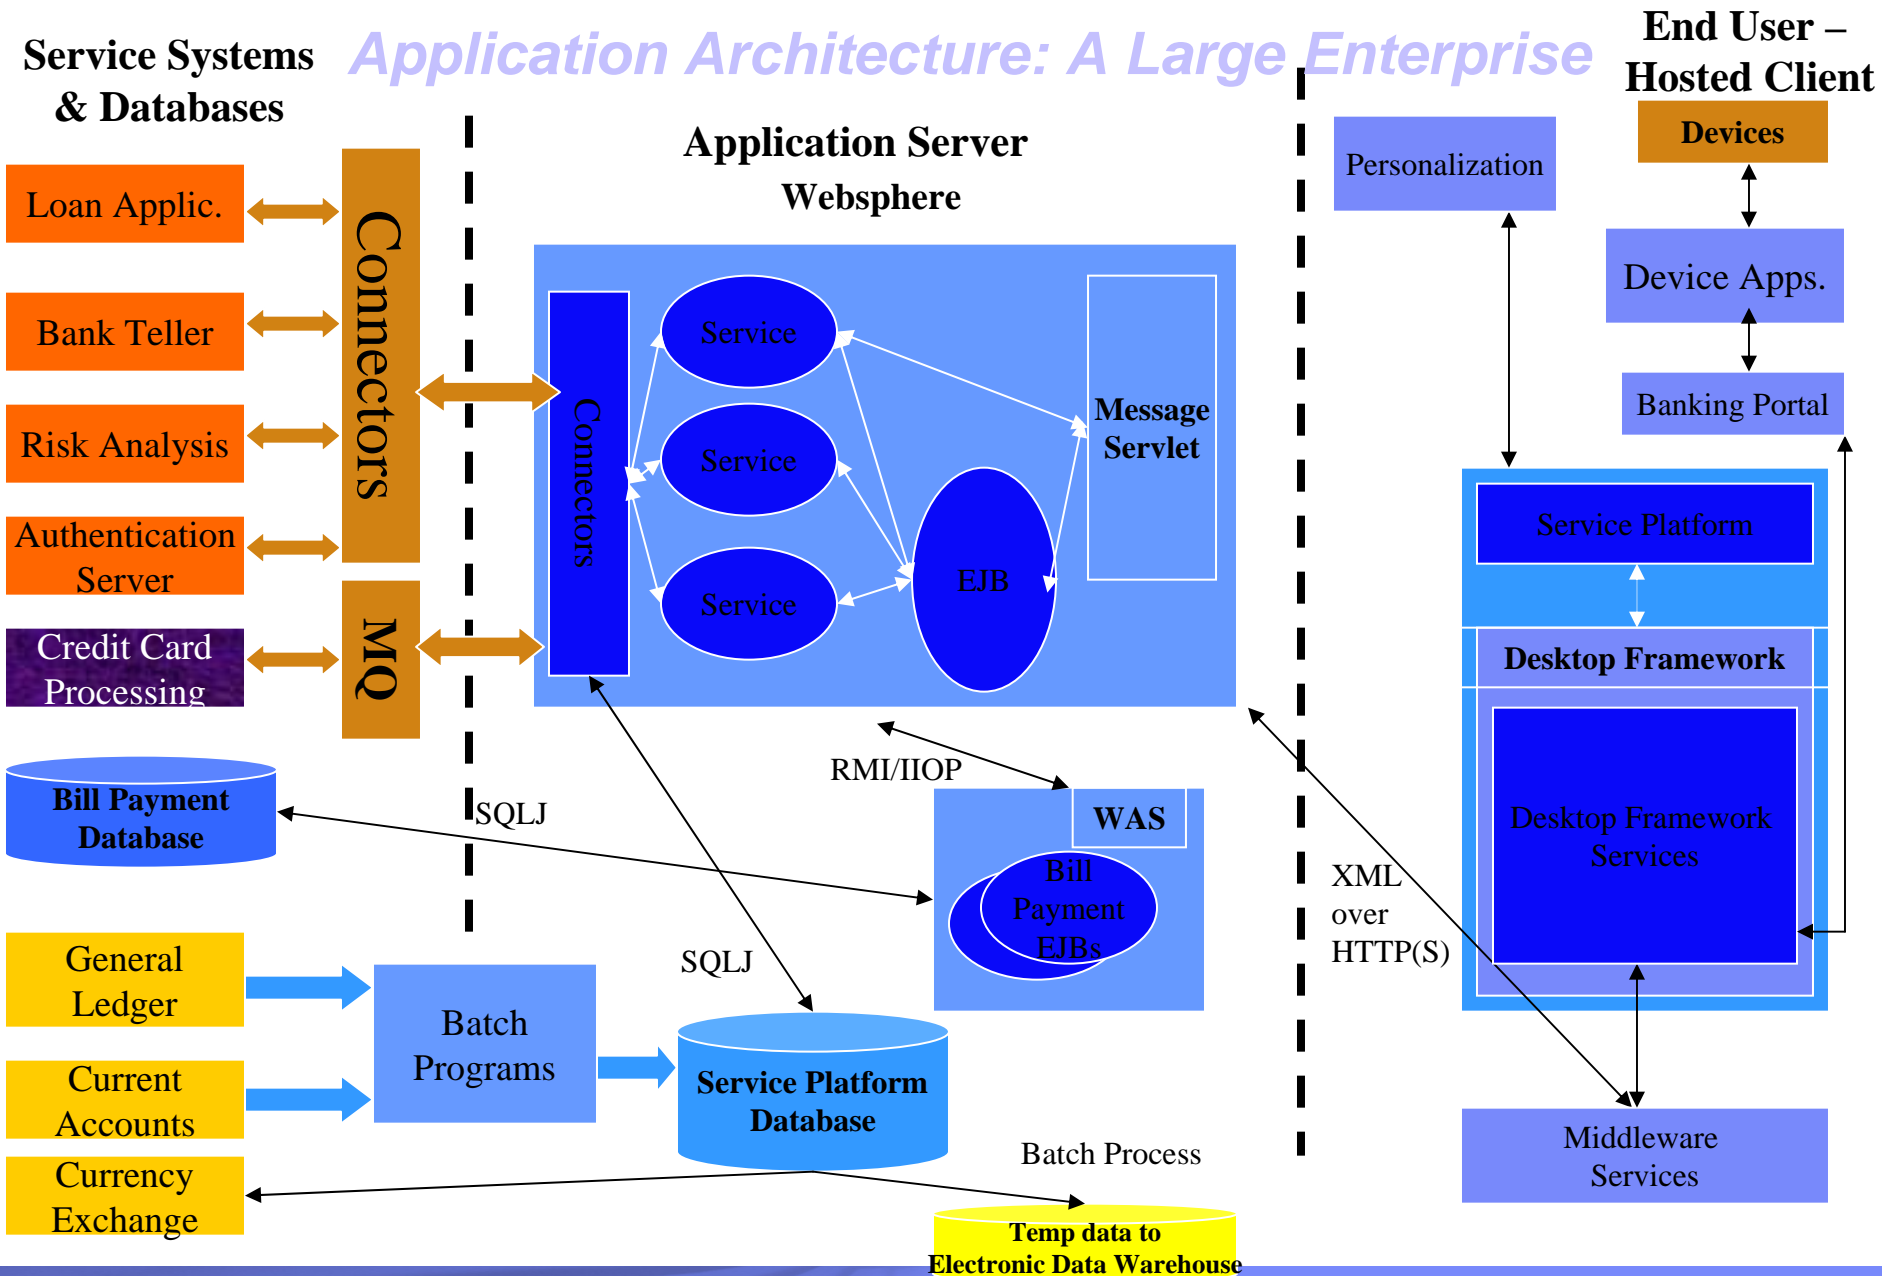 Application Architecture: A Large Enterprise
Service Systems
& Databases
Loan Applic.
Bank Teller
Risk Analysis
Authentication
Server
Credit Card
Processing
Connectors
MQ
Bill Payment
Database
General
Ledger
Current
Accounts
Currency
Exchange
Batch
Programs
Application Server
Websphere
Connectors
Service
Service
Service
EJB
Message
Servlet
RMI/IIOP
SQLJ
SQLJ
WAS
Bill
Payment
EJBs
Service Platform
Database
Batch Process
Temp data to
Electronic Data Warehouse
End User –
Hosted Client
Personalization
Devices
Device Apps.
Banking Portal
Service Platform
Desktop Framework
Desktop Framework
Services
XML
over
HTTP(S)
Middleware
Services